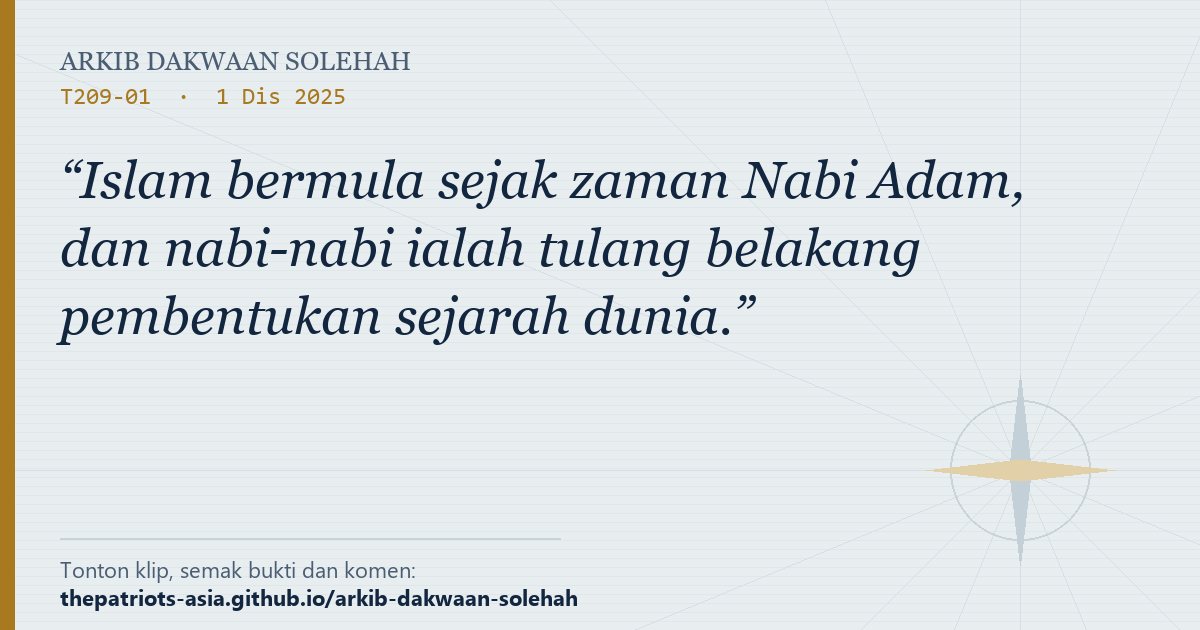 ARKIB DAKWAAN SOLEHAH
T209-01 · 1 Dis 2025
“Islam bermula sejak zaman Nabi Adam,
dan nabi-nabi ialah tulang belakang
pembentukan sejarah dunia.”
Tonton klip, semak bukti dan komen:
thepatriots-asia.github.io/arkib-dakwaan-solehah